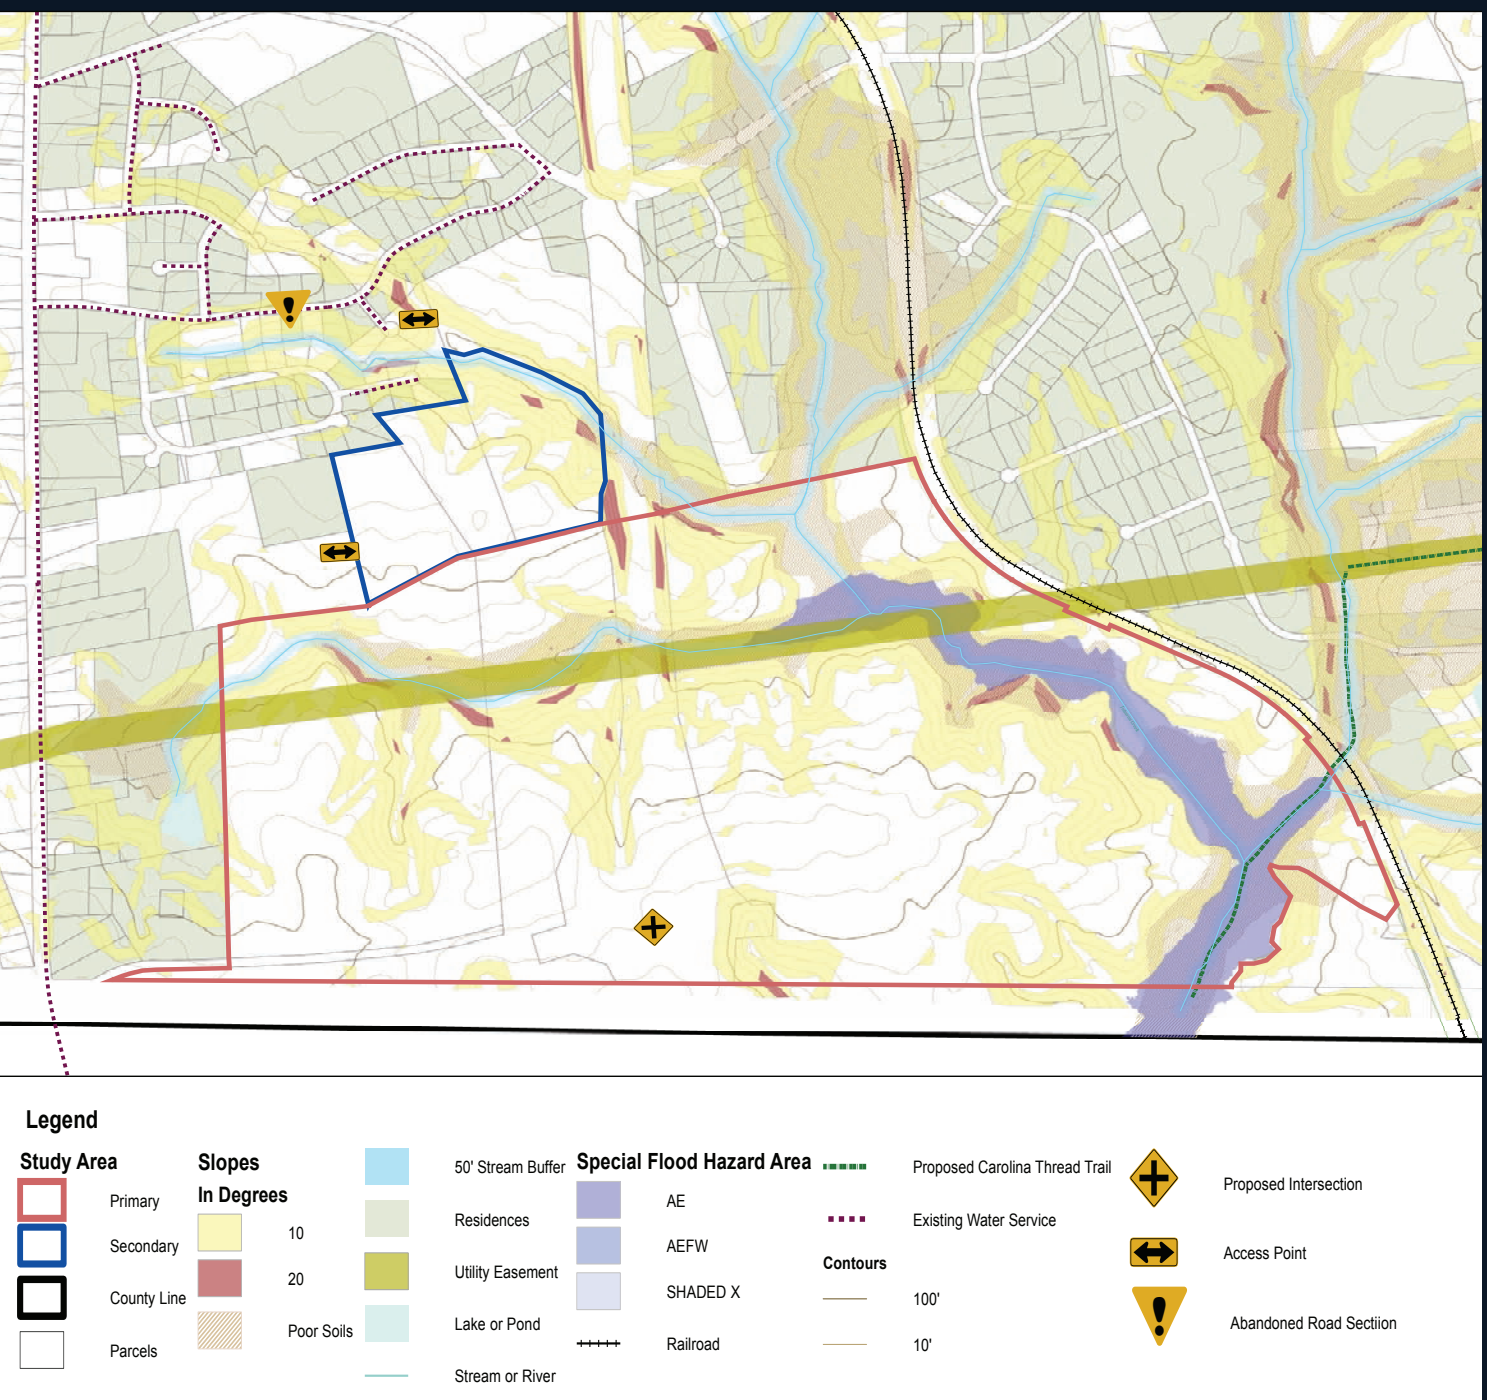 Legend
Study Area
Primary
Secondary
County Line
Parcels
Slopes
In Degrees
10
20
Poor Soils
50' Stream Buffer
Residences
Utility Easement
Lake or Pond
Stream or River
Special Flood Hazard Area
AE
AEFW
SHADED X
Railroad
Proposed Carolina Thread Trail
Existing Water Service
Contours
100'
10'
Proposed Intersection
Access Point
Abandoned Road Sectiion